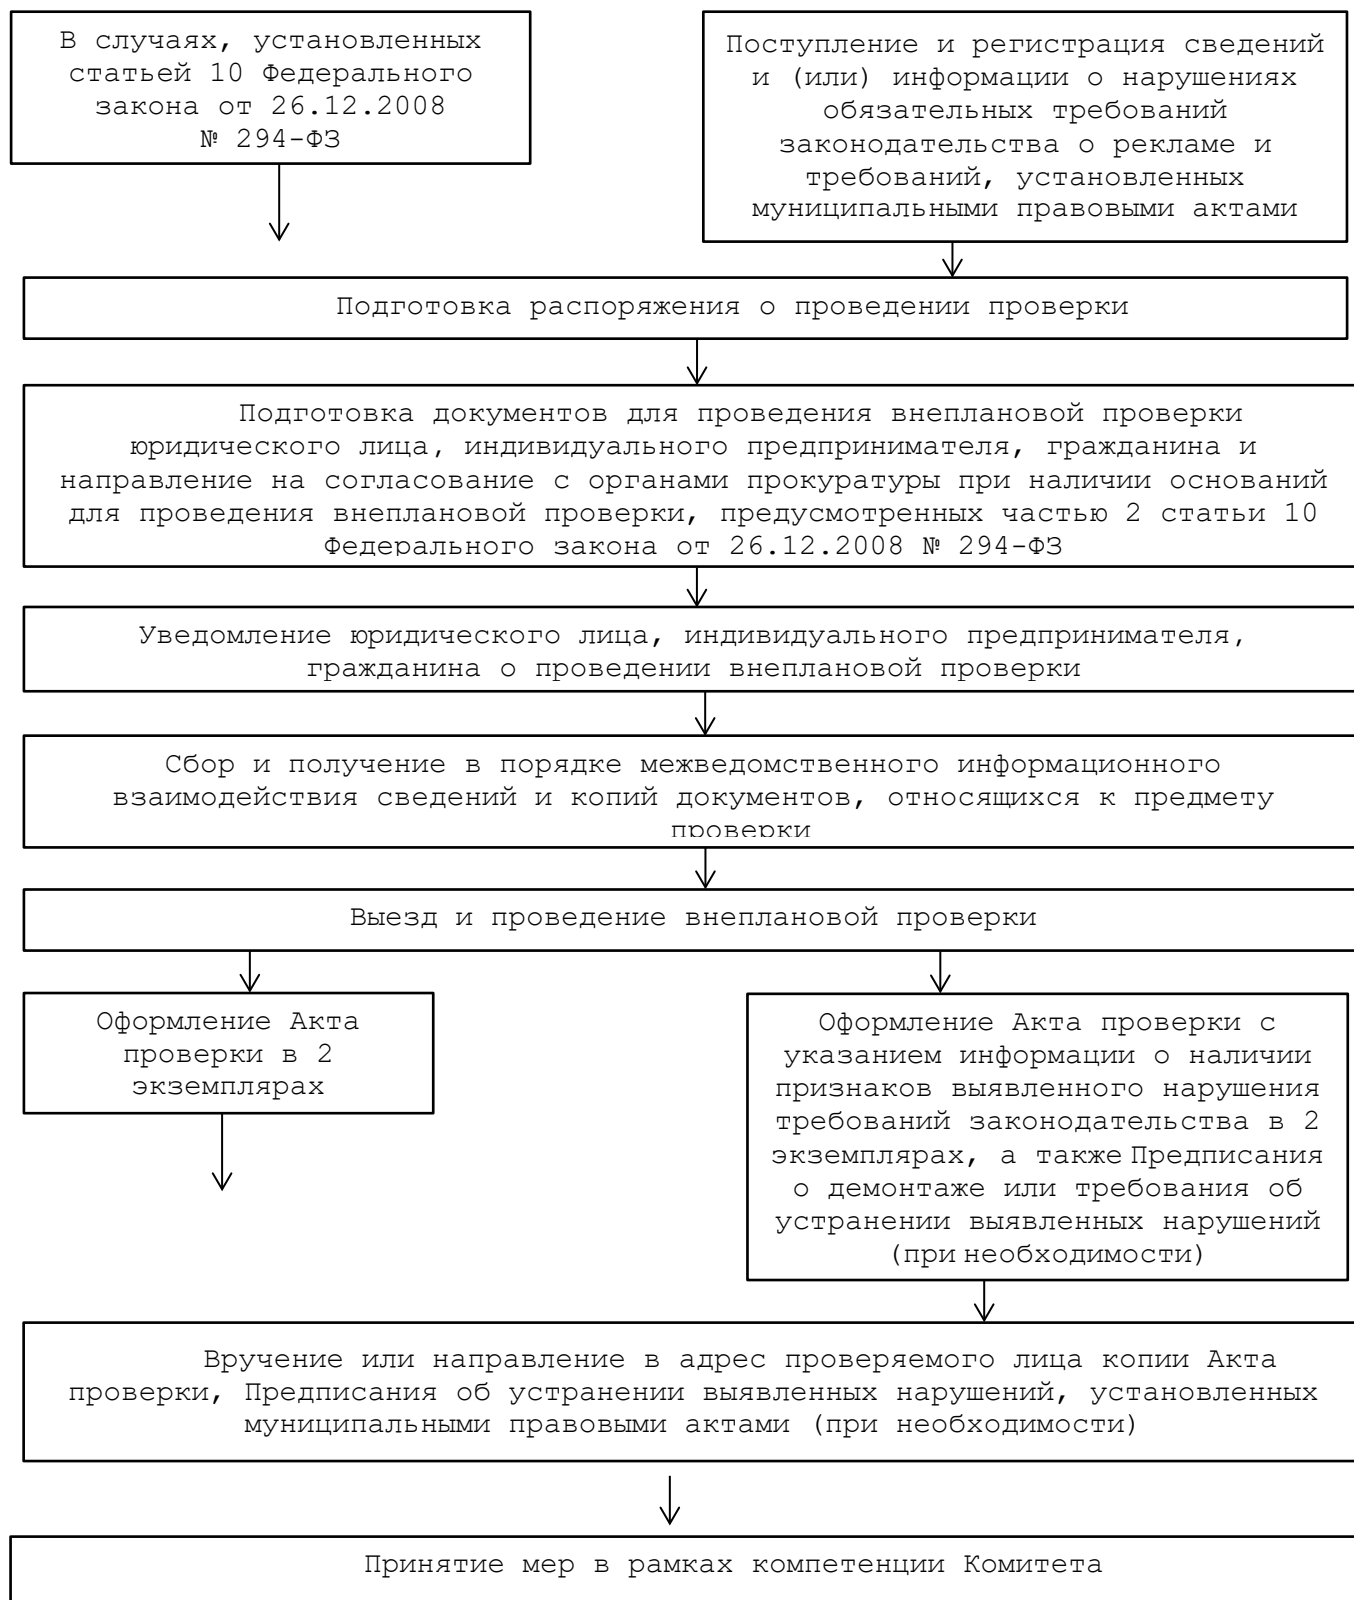 В случаях, установленных
статьей 10 Федерального
закона от 26.12.2008
№ 294-ФЗ
Поступление и регистрация сведений
и (или) информации о нарушениях
обязательных требований
законодательства о рекламе и
требований, установленных
муниципальными правовыми актами
Подготовка распоряжения о проведении проверки
Подготовка документов для проведения внеплановой проверки
юридического лица, индивидуального предпринимателя, гражданина и
направление на согласование с органами прокуратуры при наличии оснований
для проведения внеплановой проверки, предусмотренных частью 2 статьи 10
Федерального закона от 26.12.2008 № 294-ФЗ
Уведомление юридического лица, индивидуального предпринимателя,
гражданина о проведении внеплановой проверки
Сбор и получение в порядке межведомственного информационного
взаимодействия сведений и копий документов, относящихся к предмету
проверки
Выезд и проведение внеплановой проверки
Оформление Акта
проверки в 2
экземплярах
Оформление Акта проверки с
указанием информации о наличии
признаков выявленного нарушения
требований законодательства в 2
экземплярах, а также Предписания
о демонтаже или требования об
устранении выявленных нарушений
(при необходимости)
Вручение или направление в адрес проверяемого лица копии Акта
проверки, Предписания об устранении выявленных нарушений, установленных
муниципальными правовыми актами (при необходимости)
Принятие мер в рамках компетенции Комитета